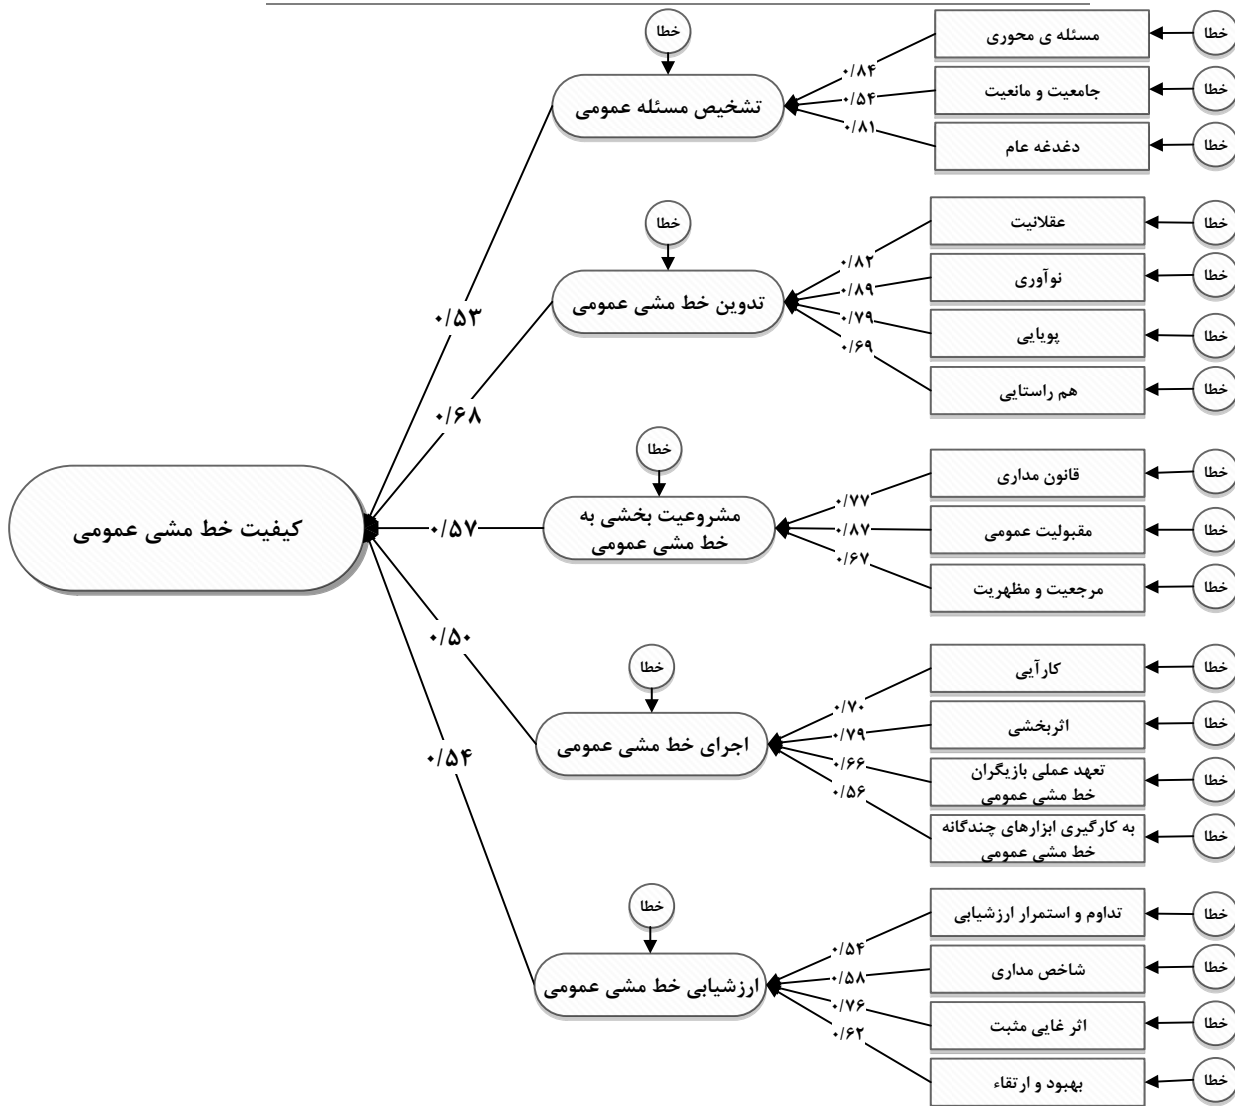 خطا
مسئله ی محوری
خطا
۰/۸۴
جامعیت و مانعیت
خطا
تشخیص مسئله عمومی
۰/۵۴
۰/۸۱
دغدغه عام
خطا
خطا
عقلانیت
خطا
۰/۸۲
نوآوری
خطا
تدوین خط مشی عمومی
۰/۸۹
۰/۷۹
پویایی
خطا
۰/۶۹
هم راستایی
خطا
۰/۵۳
۰/۶۸
خطا
قانون مداری
خطا
۰/۷۷
مشروعیت بخشی به
خط مشی عمومی
۰/۸۷
مقبولیت عمومی
خطا
۰/۶۷
مرجعیت و مظهریت
خطا
کیفیت خط مشی عمومی
۰/۵۷
۰/۵۰
۰/۵۴
خطا
کارآیی
خطا
۰/۷۰
اثربخشی
خطا
اجرای خط مشی عمومی
۰/۷۹
۰/۶۶
تعهد عملی بازیگران
خط مشی عمومی
خطا
۰/۵۶
به کارگیری ابزارهای چندگانه
خط مشی عمومی
خطا
خطا
تداوم و استمرار ارزشیابی
خطا
۰/۵۴
شاخص مداری
خطا
ارزشیابی خط مشی عمومی
۰/۵۸
۰/۷۶
اثر غایی مثبت
خطا
۰/۶۲
بهبود و ارتقاء
خطا